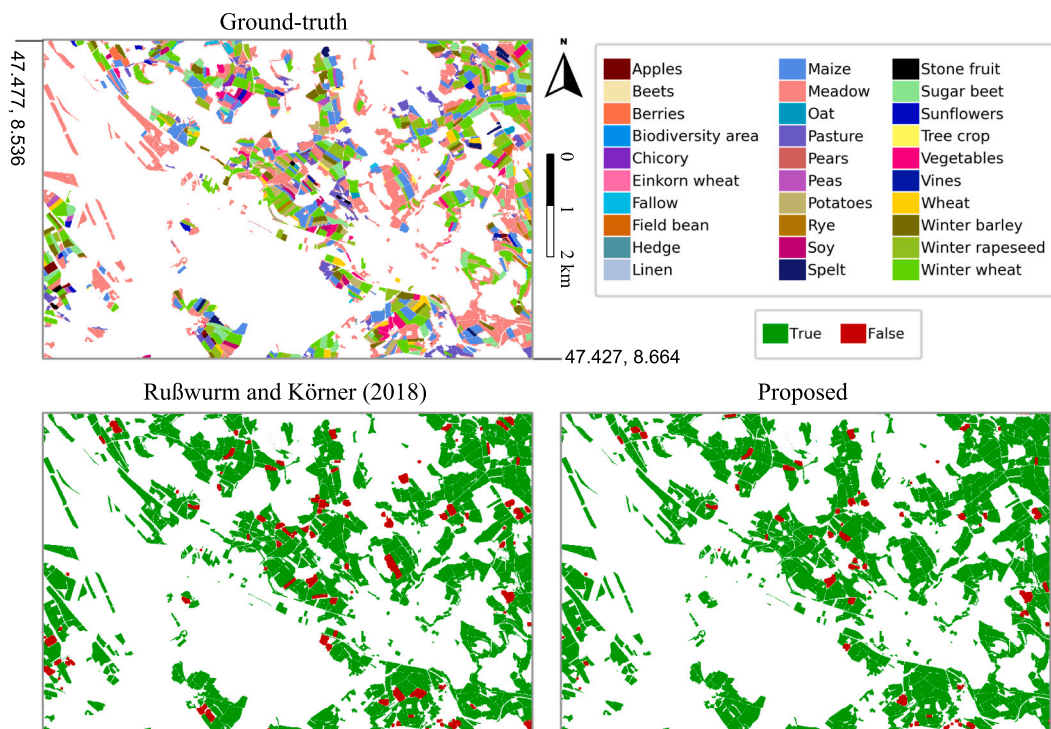 Ground-truth
47.477, 8.536
N
0
1
2 km
Apples
Beets
Berries
Biodiversity area
Chicory
Einkorn wheat
Fallow
Field bean
Hedge
Linen
Maize
Meadow
Oat
Pasture
Pears
Peas
Potatoes
Rye
Soy
Spelt
Stone fruit
Sugar beet
Sunflowers
Tree crop
Vegetables
Vines
Wheat
Winter barley
Winter rapeseed
Winter wheat
True
False
47.427, 8.664
Rußwurm and Körner (2018)
Proposed